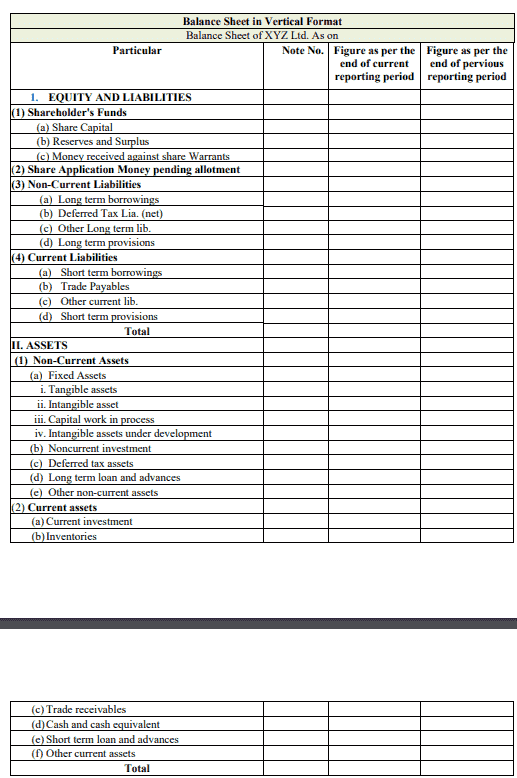 Balance Sheet in Vertical Format
Balance Sheet of XYZ Ltd. As on
Particular Note No. Figure as per the end of current reporting period Figure as per the end of pervious reporting period
1. EQUITY AND LIABILITIES
(1) Shareholder's Funds
(a) Share Capital
(b) Reserves and Surplus
(c) Money received against share Warrants
(2) Share Application Money pending allotment
(3) Non-Current Liabilities
(a) Long term borrowings
(b) Deferred Tax Lia. (net)
(c) Other Long term lib.
(d) Long term provisions
(4) Current Liabilities
(a) Short term borrowings
(b) Trade Payables
(c) Other current lib.
(d) Short term provisions
Total
II. ASSETS
(1) Non-Current Assets
(a) Fixed Assets
i. Tangible assets
ii. Intangible asset
iii. Capital work in process
iv. Intangible assets under development
(b) Noncurrent investment
(c) Deferred tax assets
(d) Long term loan and advances
(e) Other non-current assets
(2) Current assets
(a) Current investment
(b) Inventories
(c) Trade receivables
(d) Cash and cash equivalent
(e) Short term loan and advances
(f) Other current assets
Total